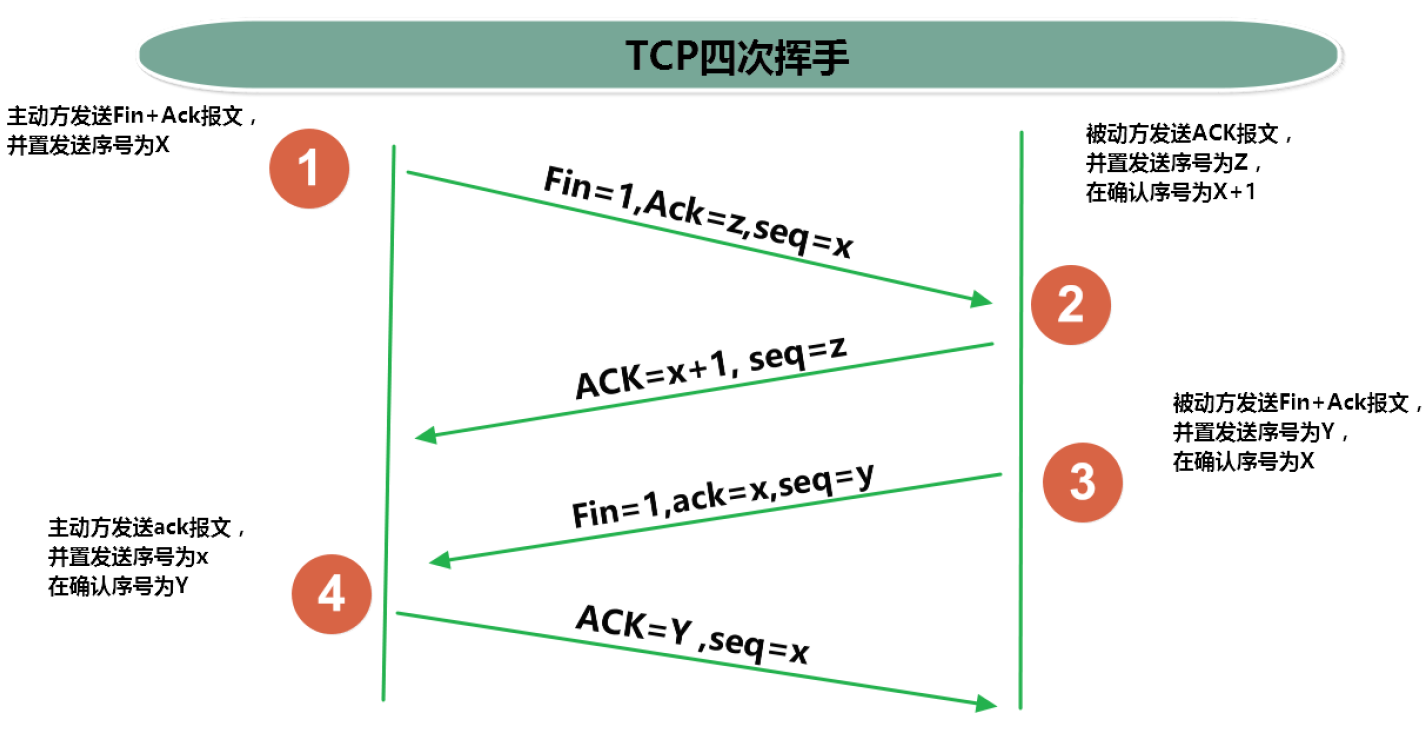 TCP四次挥手
主动方发送Fin+Ack报文，
并置发送序号为X
1
Fin=1,Ack=z,seq=x
被动方发送ACK报文，
并置发送序号为Z，
在确认序号为X+1
2
ACK=x+1, seq=z
被动方发送Fin+Ack报文，
并置发送序号为Y，
在确认序号为X
3
Fin=1,ack=x,seq=y
主动方发送ack报文，
并置发送序号为x
在确认序号为Y
4
ACK=Y ,seq=x